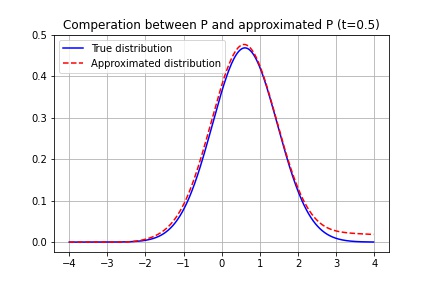 Comperation between P and approximated P (t=0.5)
True distribution
Approximated distribution
0.5
0.4
0.3
0.2
0.1
0.0
−4 −3 −2 −1 0 1 2 3 4